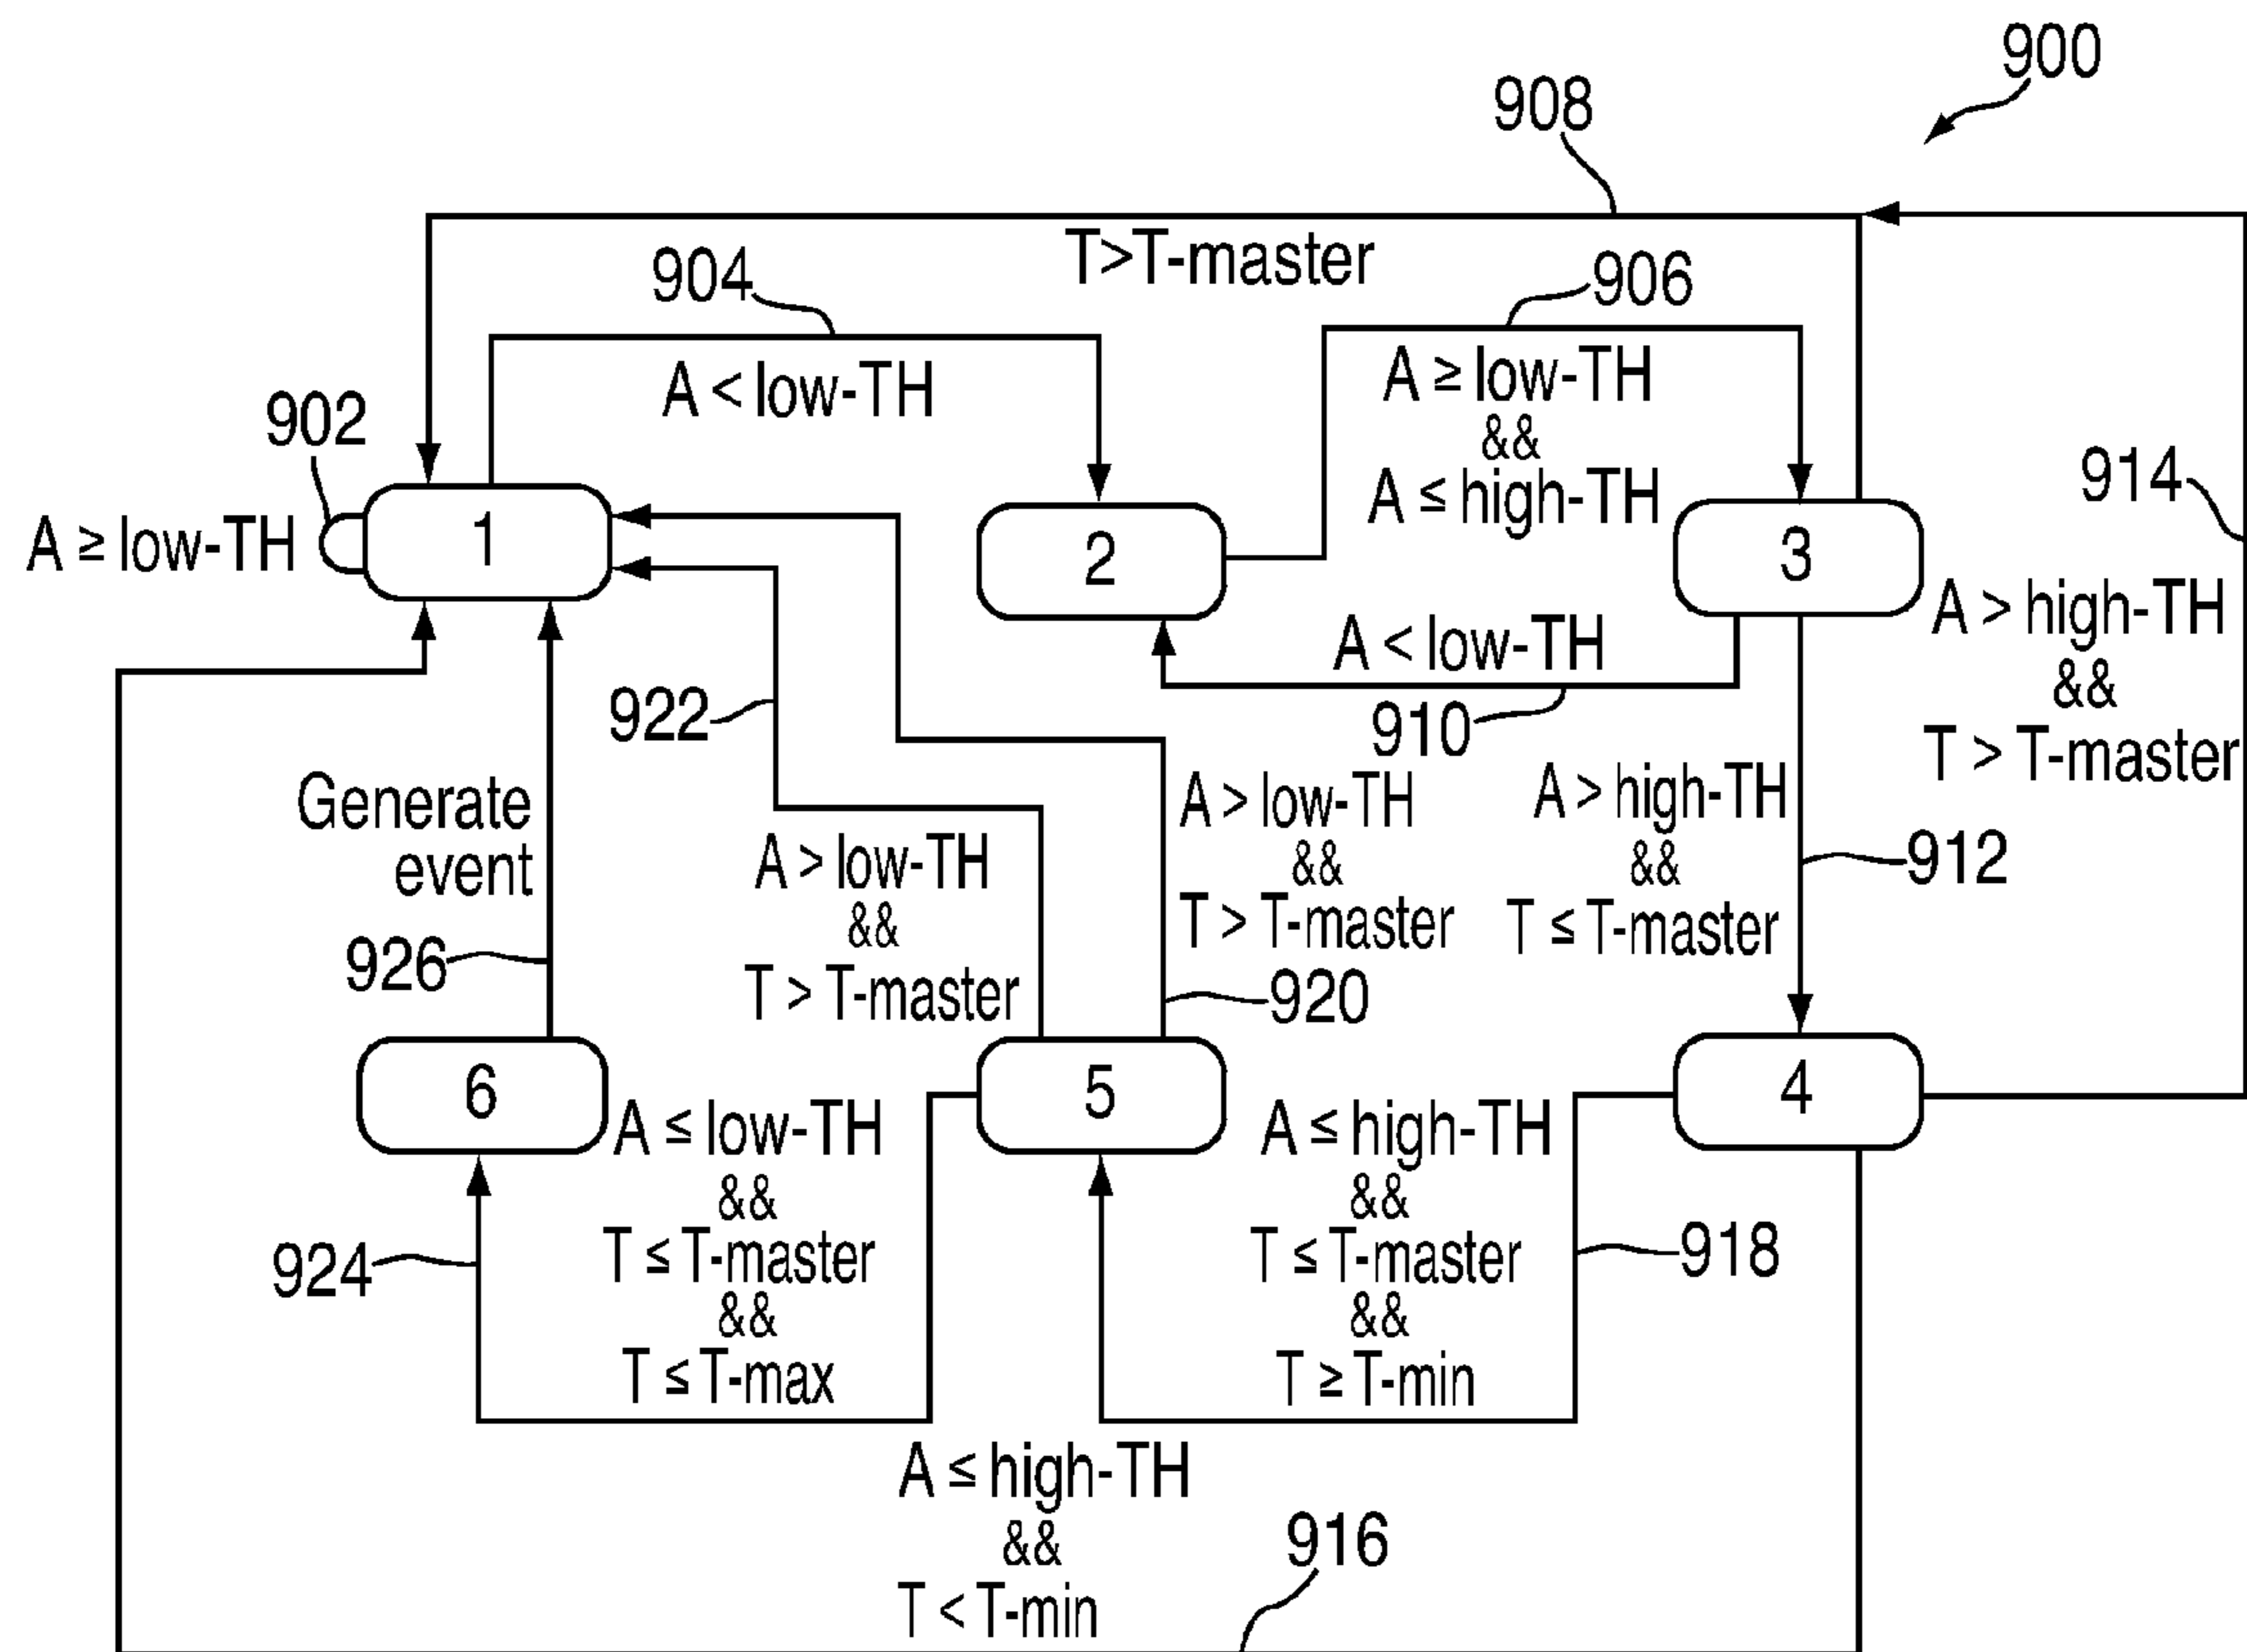 900
908
T>T-master
904
906
A < low-TH
A ≥ low-TH
&&
A ≤ high-TH
902
914
A ≥ low-TH
1
2
3
A > high-TH
&&
T > T-master
A < low-TH
910
922
Generate
event
A > low-TH
&&
T > T-master
A > low-TH
&&
T > T-master
A > high-TH
&&
T ≤ T-master
912
926
920
6
5
4
A ≤ low-TH
&&
T ≤ T-master
&&
T ≤ T-max
A ≤ high-TH
&&
T ≤ T-master
&&
T ≥ T-min
924
918
A ≤ high-TH
&&
T < T-min
916